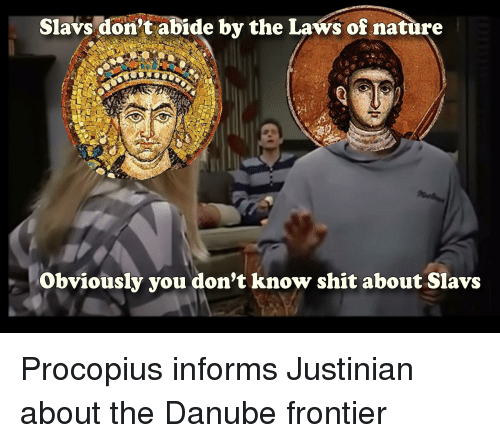 Slavs don't abide by the Laws of nature
Obviously you don't know shit about Slavs
Procopius informs Justinian
about the Danube frontier